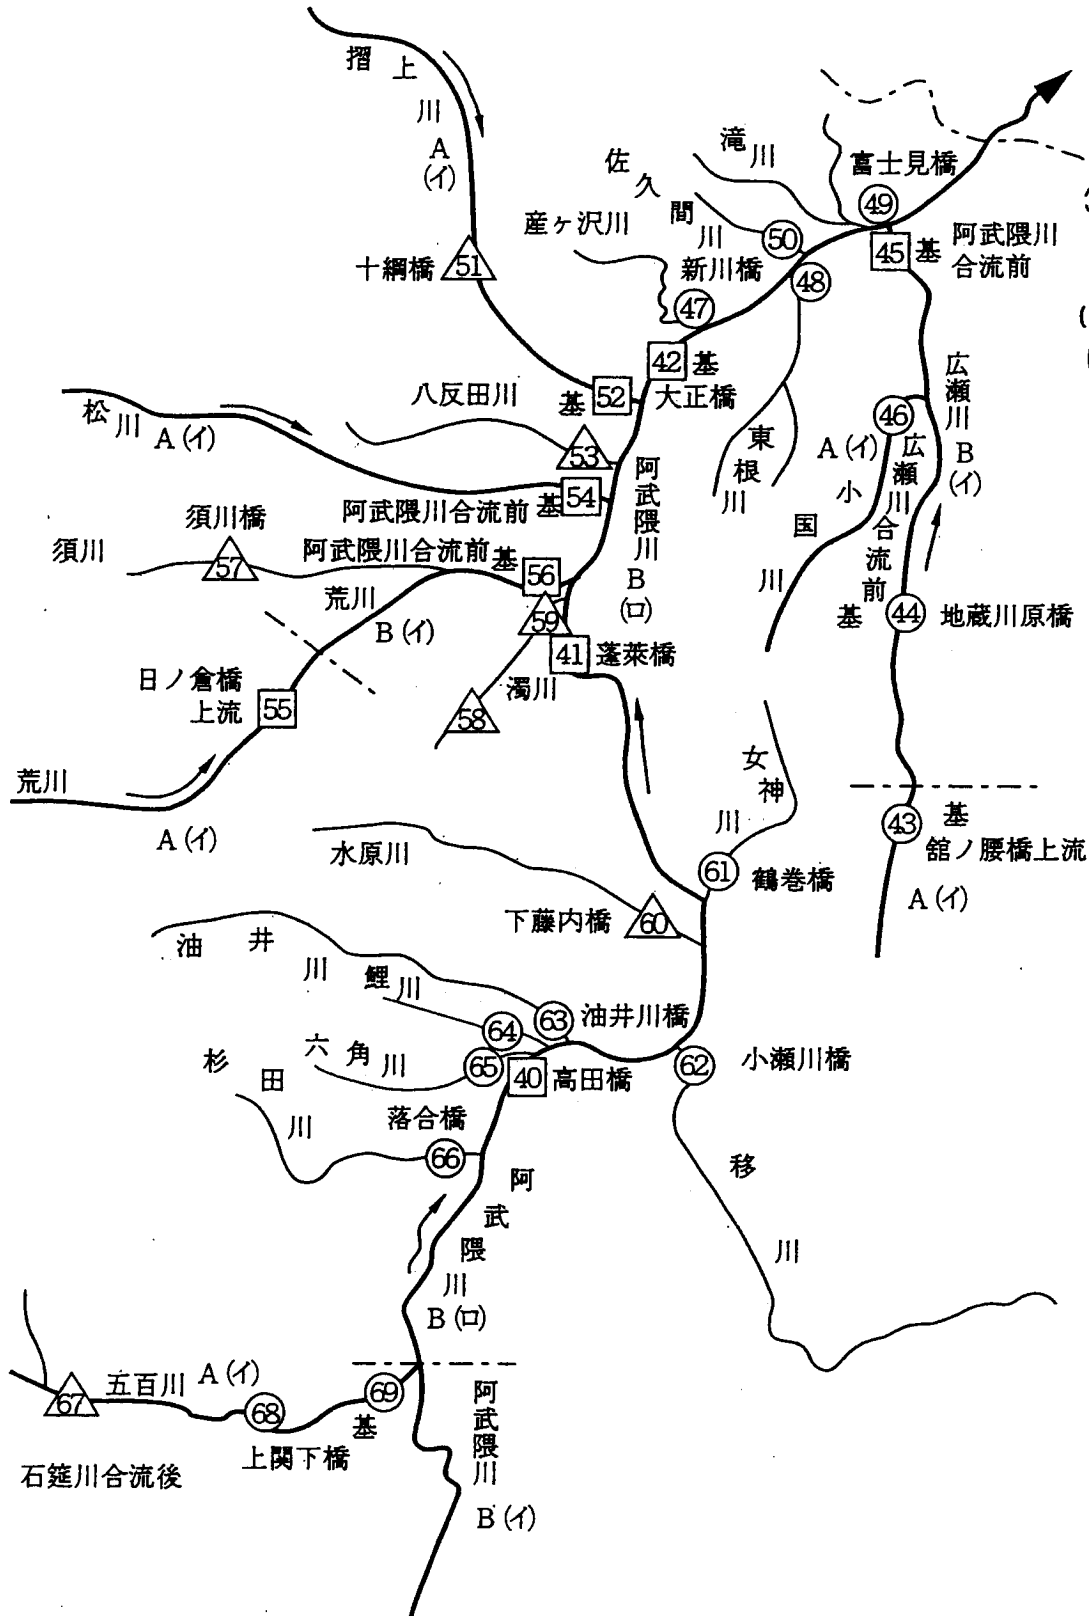 摺上川
A
(イ)
十綱橋
51
佐久間川
滝川
富士見橋
49
産ヶ沢川
50
新川橋
48
47
45
基
阿武隈川
合流前
42
基
大正橋
52
基
八反田川
53
松川
A(イ)
54
基
阿武隈川合流前
須川橋
57
須川
阿武隈川合流前
基
56
59
荒川
B(イ)
阿武隈川
B
(ロ)
41
蓬萊橋
濁川
58
日ノ倉橋
上流
55
荒川
A(イ)
東根川
46
A(イ)
広瀬川合流前
基
小国川
広瀬川
B
(イ)
44
地蔵川原橋
43
基
舘ノ腰橋上流
A(イ)
女神川
61
鶴巻橋
水原川
下藤内橋
60
油井川
鯉川
63
油井川橋
64
六角川
65
40
高田橋
62
小瀬川橋
杉田川
落合橋
66
移川
阿武隈川
B(ロ)
67
五百川
A(イ)
68
69
基
上関下橋
石筵川合流後
阿武隈川
B(イ)